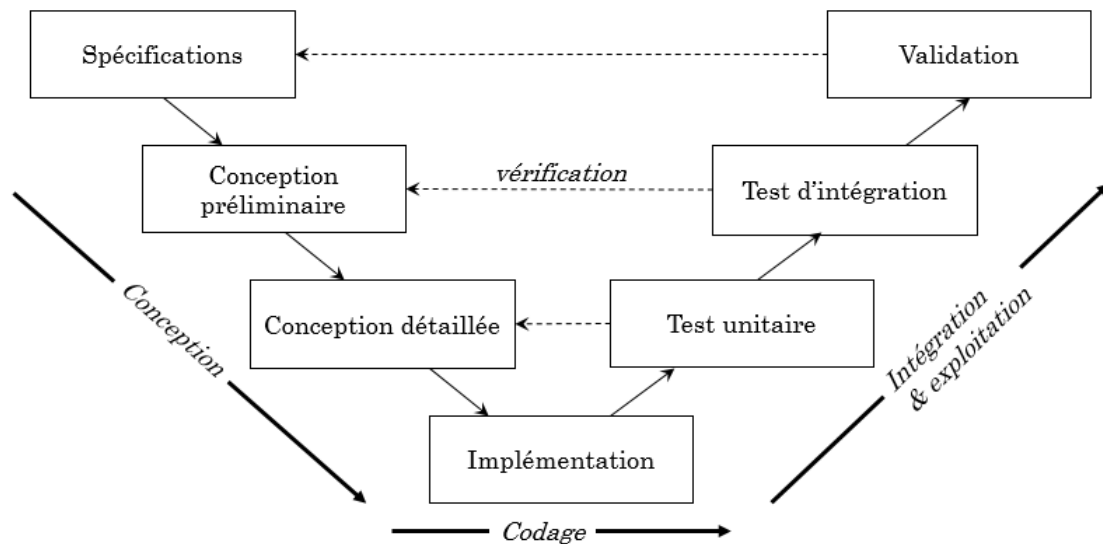 Spécifications
Validation
Conception
préliminaire
vérification
Test d'intégration
Conception détaillée
Test unitaire
Implémentation
Conception
Codage
Intégration
& exploitation